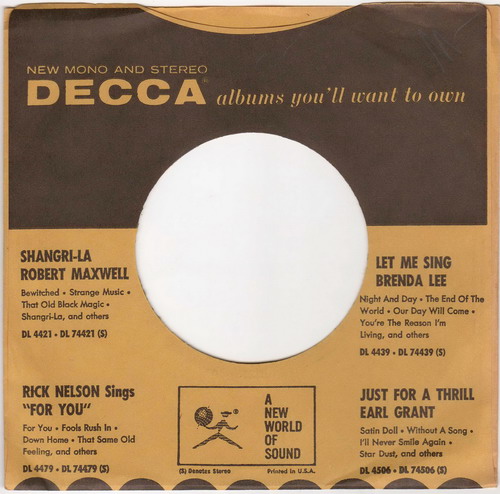 NEW MONO AND STEREO
DECCA® albums you'll want to own
SHANGRI-LA
ROBERT MAXWELL
Bewitched • Strange Music •
That Old Black Magic •
Shangri-La, and others
DL 4421 • DL 74421 (S)
LET ME SING
BRENDA LEE
Night And Day • The End Of The
World • Our Day Will Come •
You're The Reason I'm
Living, and others
DL 4439 • DL 74439 (S)
RICK NELSON Sings
"FOR YOU"
For You • Fools Rush In •
Down Home • That Same Old
Feeling, and others
DL 4479 • DL 74479 (S)
A
NEW
WORLD
OF
SOUND
(S) Denotes Stereo
Printed in U.S.A.
JUST FOR A THRILL
EARL GRANT
Satin Doll • Without A Song •
I'll Never Smile Again •
Star Dust, and others
DL 4506 • DL 74506 (S)